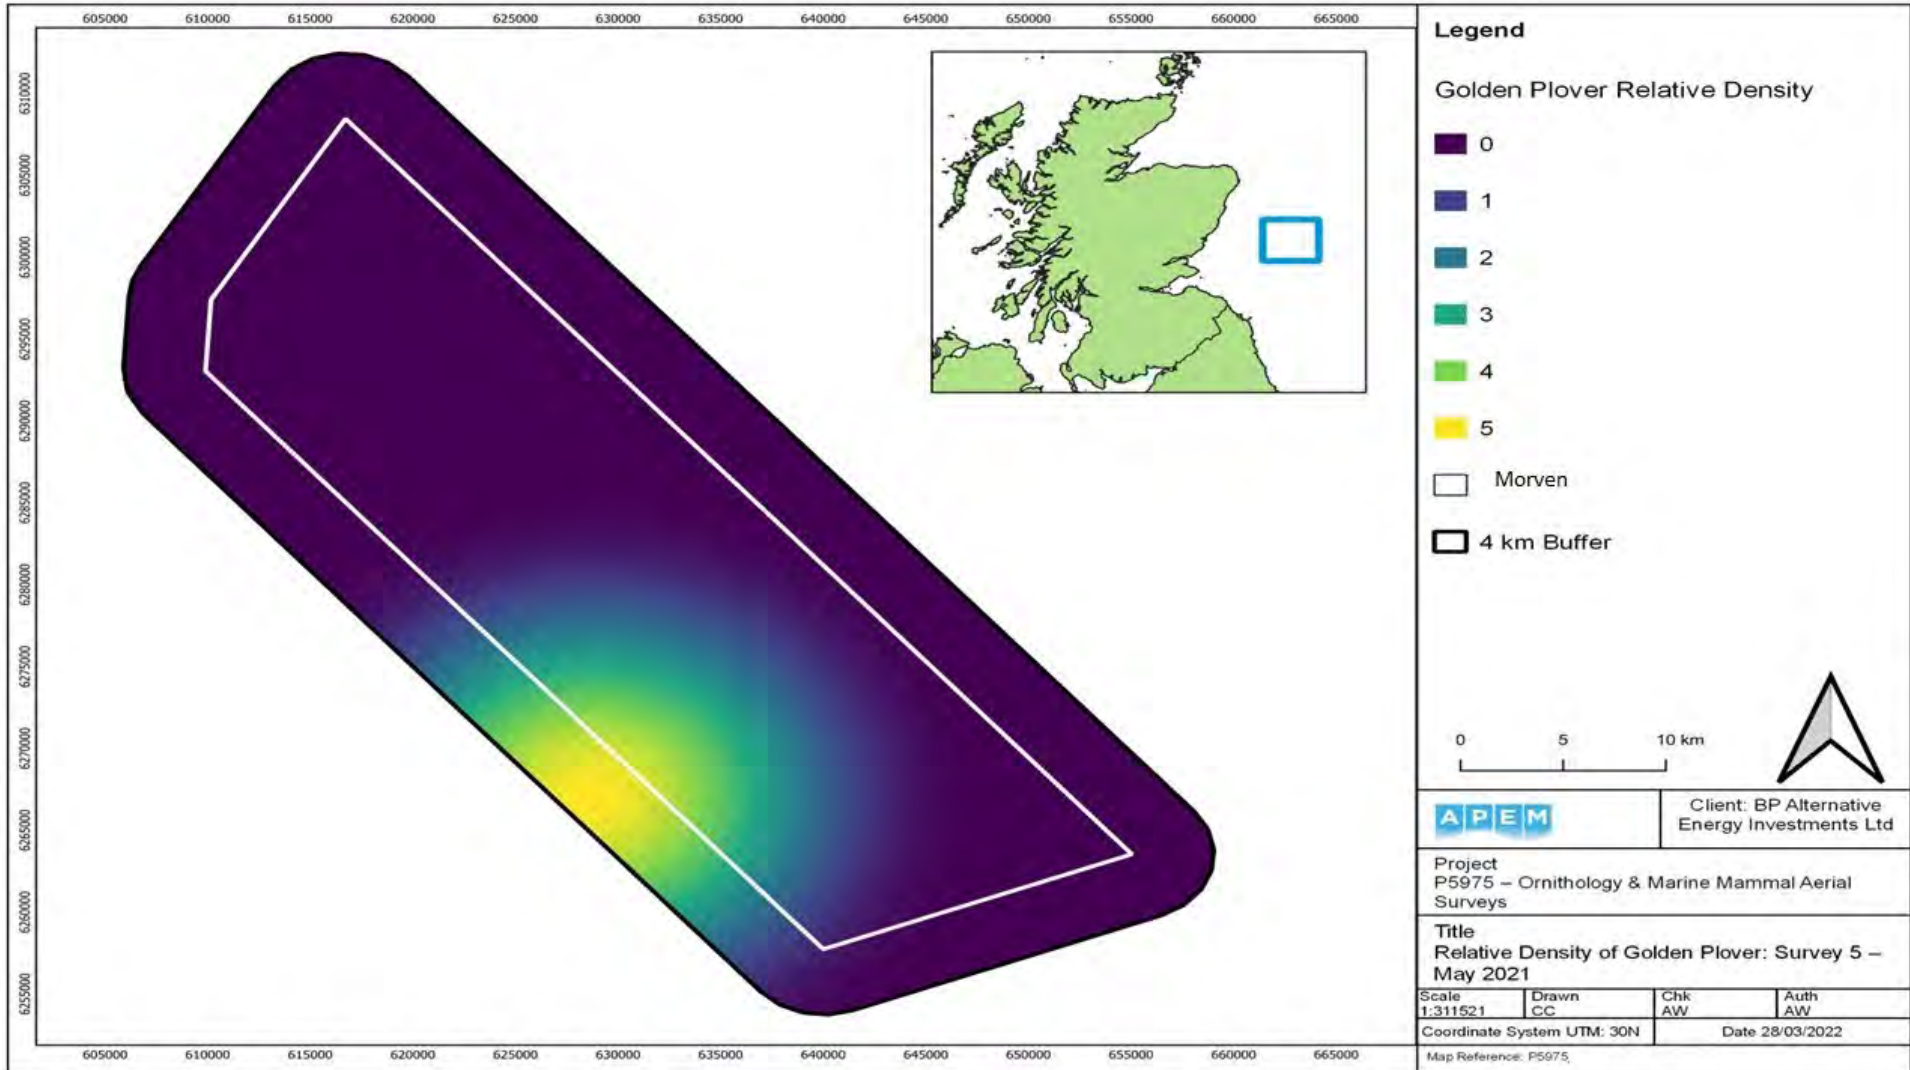 605000 610000 615000 620000 625000 630000 635000 640000 645000 650000 655000 660000 665000
6310000
6305000
6300000
6295000
6290000
6285000
6280000
6275000
6270000
6265000
6260000
6255000
605000 610000 615000 620000 625000 630000 635000 640000 645000 650000 655000 660000 665000
Legend
Golden Plover Relative Density
0
1
2
3
4
5
Morven
4 km Buffer
0 5 10 km
APEM
Client: BP Alternative
Energy Investments Ltd
Project
P5975 – Ornithology & Marine Mammal Aerial
Surveys
Title
Relative Density of Golden Plover: Survey 5 –
May 2021
Scale
1:311521
Drawn
CC
Chk
AW
Auth
AW
Coordinate System UTM: 30N
Date 28/03/2022
Map Reference: P5975